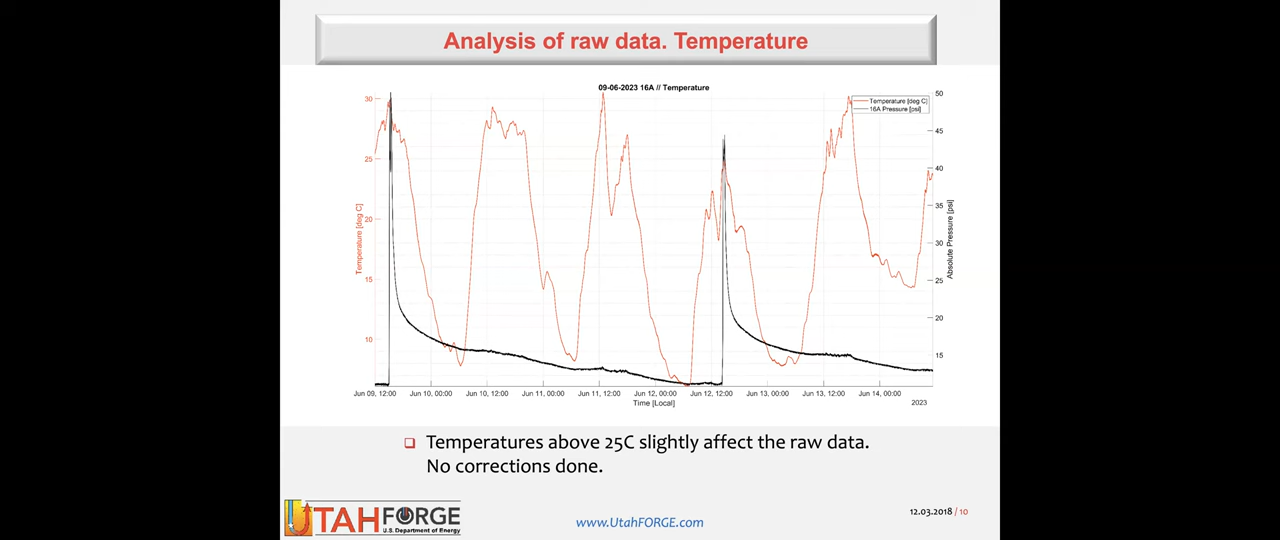 Analysis of raw data. Temperature
09-06-2023 16A // Temperature
Temperature [deg C]
16A Pressure [psi]
30
25
20
15
10
Temperature [deg C]
50
45
40
35
30
25
20
15
Absolute Pressure [psi]
Jun 09, 12:00 Jun 10, 00:00 Jun 10, 12:00 Jun 11, 00:00 Jun 11, 12:00 Jun 12, 00:00 Jun 12, 12:00 Jun 13, 00:00 Jun 13, 12:00 Jun 14, 00:00
Time [Local]
2023
Temperatures above 25C slightly affect the raw data.
No corrections done.
UTAH FORGE
U.S. Department of Energy
www.UtahFORGE.com
12.03.2018 / 10